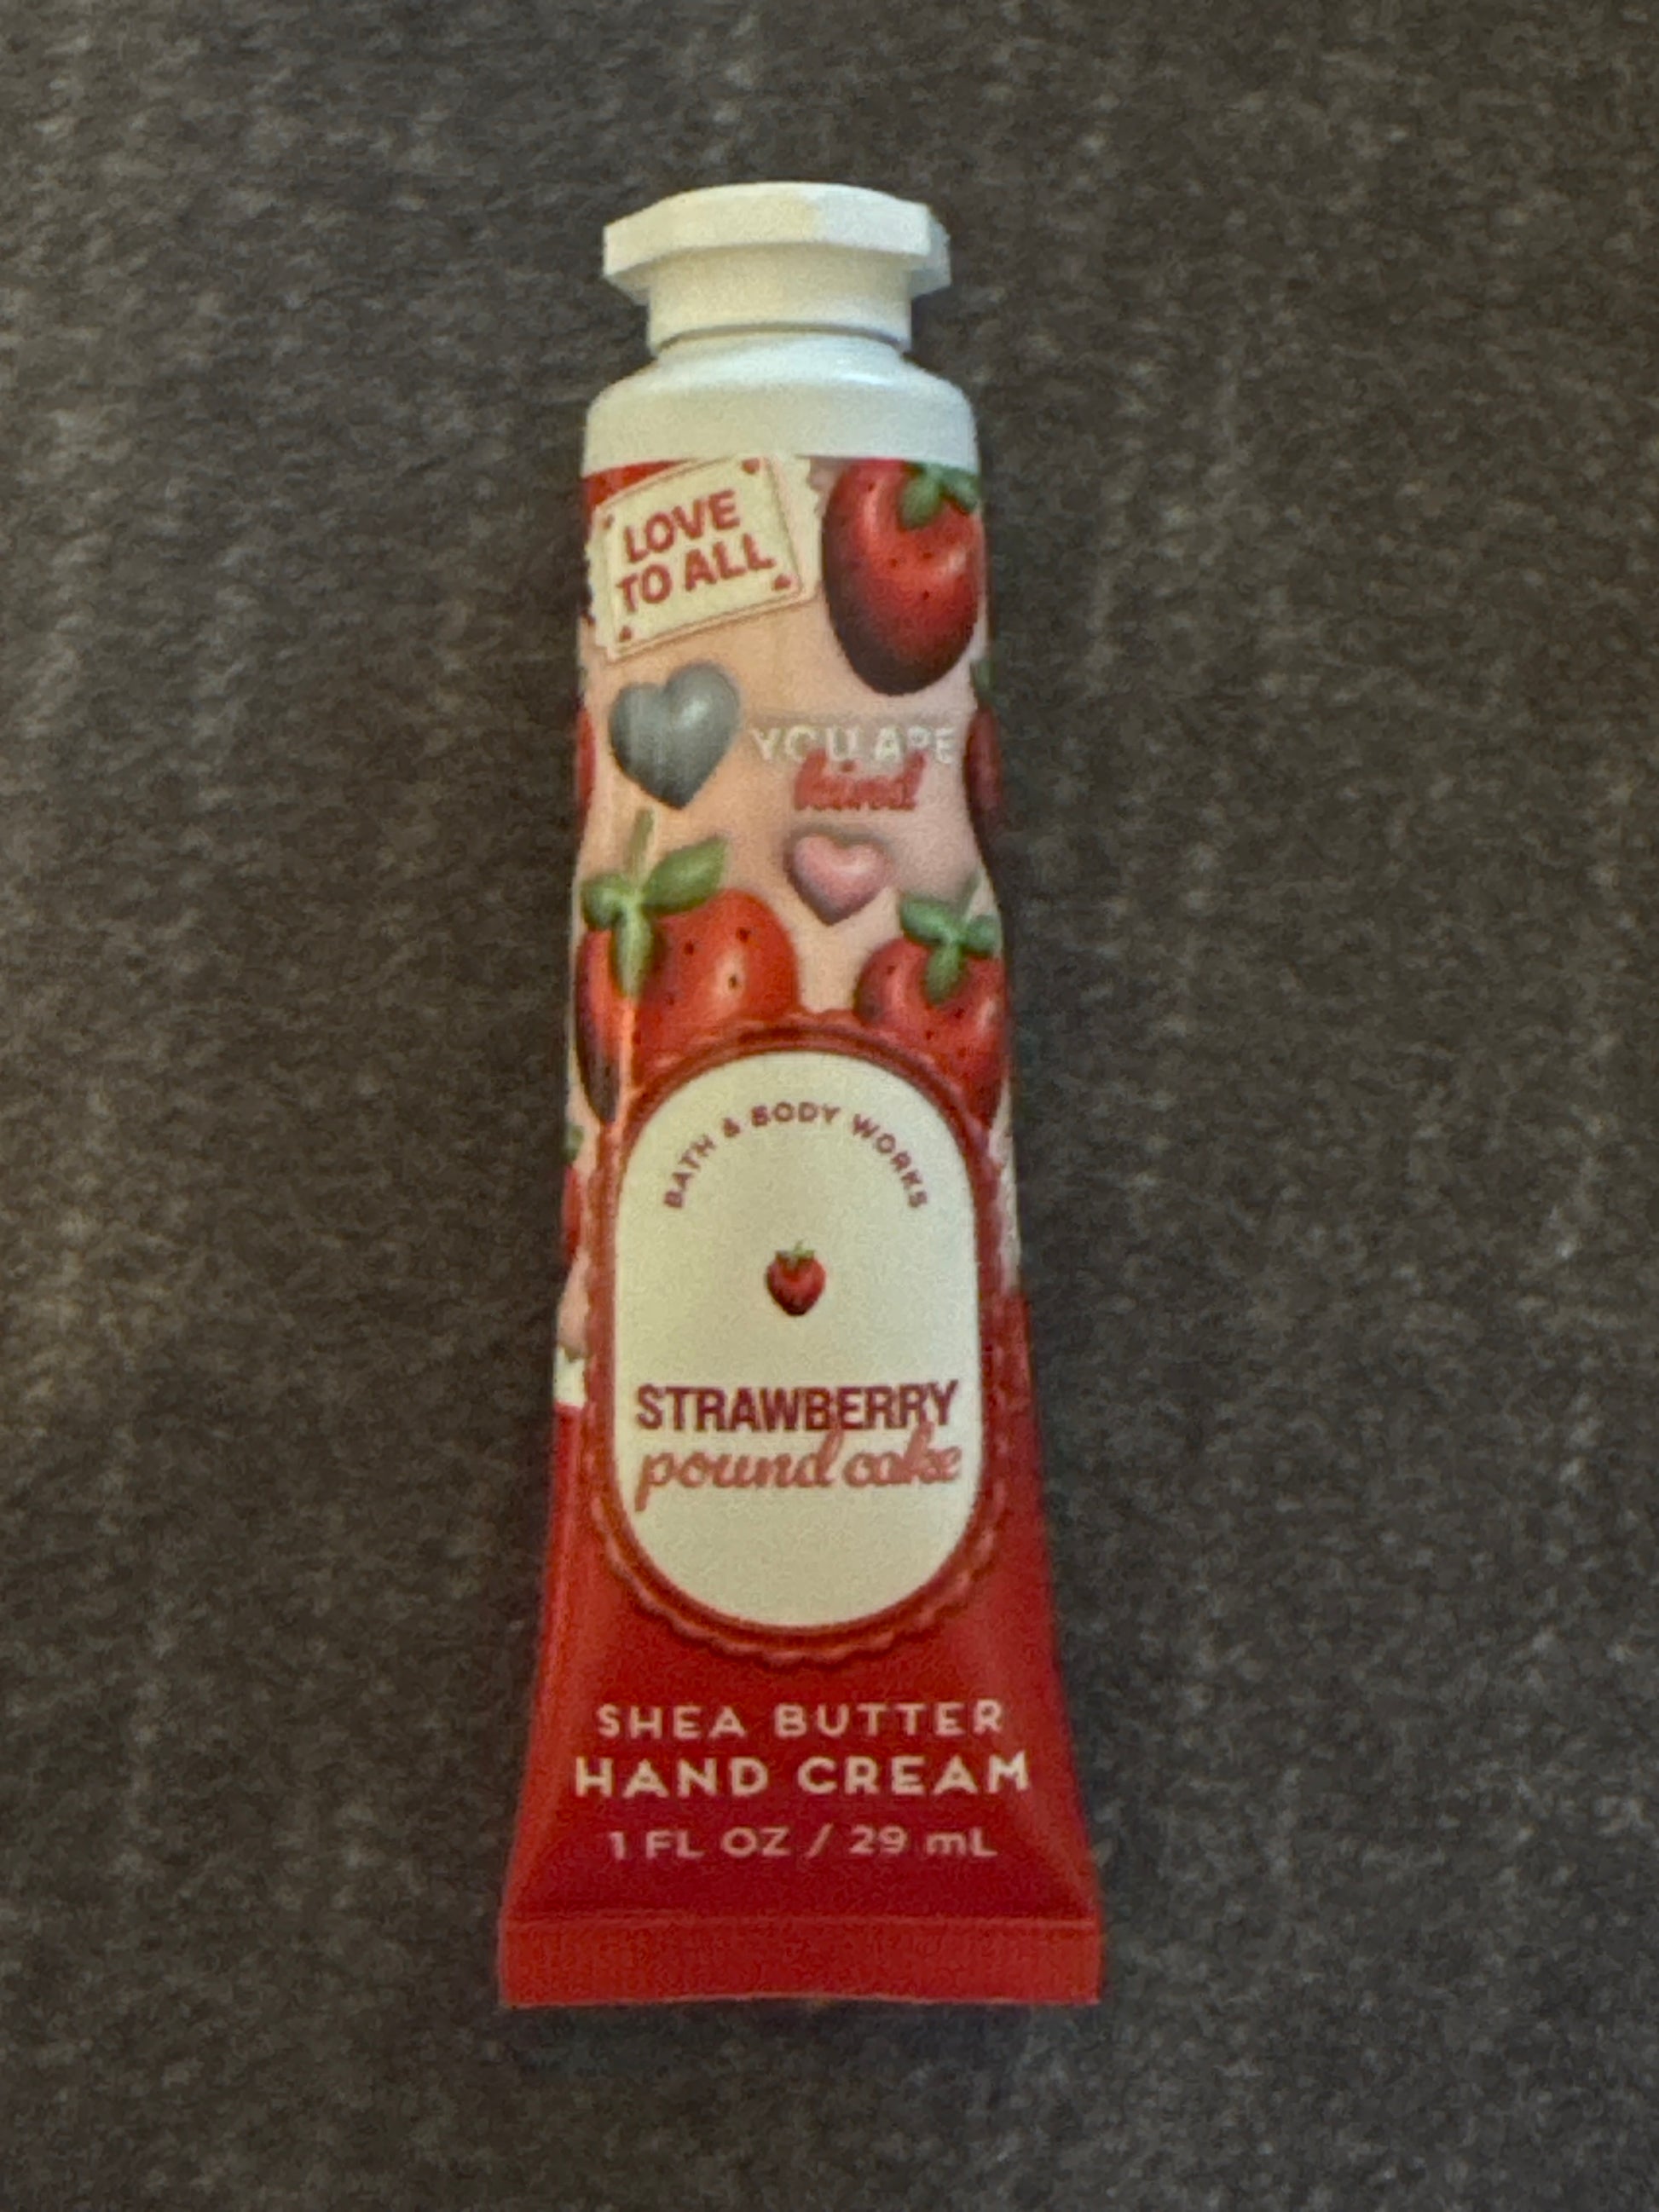 LOVE
TO ALL
YOU ARE
kind
BATH & BODY WORKS
STRAWBERRY
pound cake
SHEA BUTTER
HAND CREAM
1 FL OZ / 29 mL